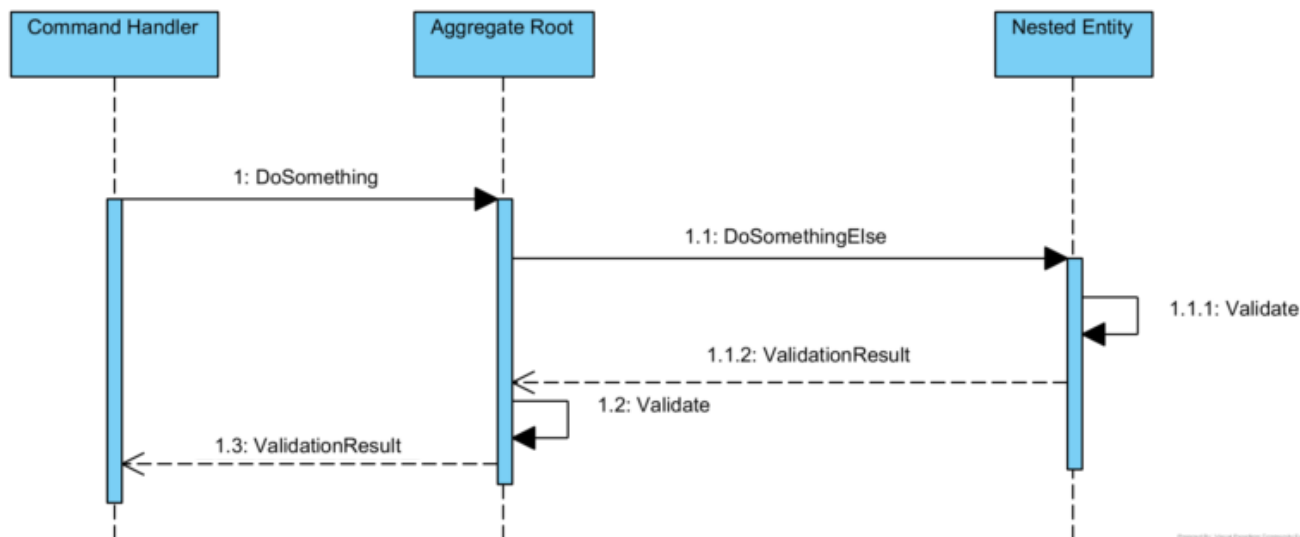 Command Handler
Aggregate Root
Nested Entity
1: DoSomething
1.1: DoSomethingElse
1.1.1: Validate
1.1.2: ValidationResult
1.2: Validate
1.3: ValidationResult